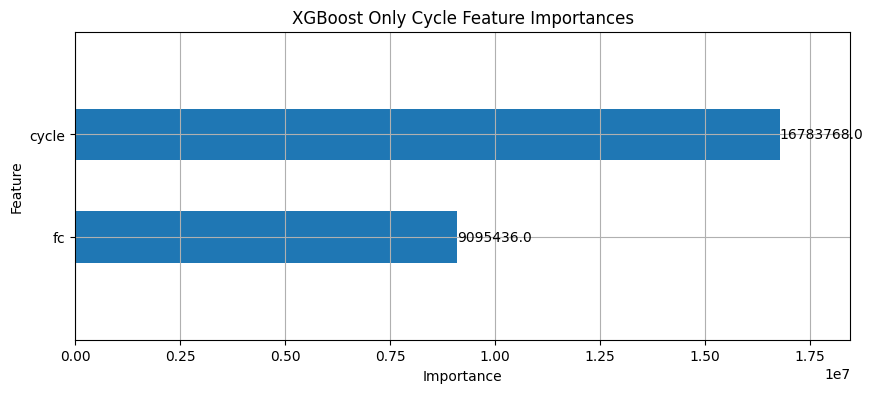 XGBoost Only Cycle Feature Importances
Feature
cycle
16783768.0
fc
9095436.0
0.00 0.25 0.50 0.75 1.00 1.25 1.50 1.75
1e7
Importance